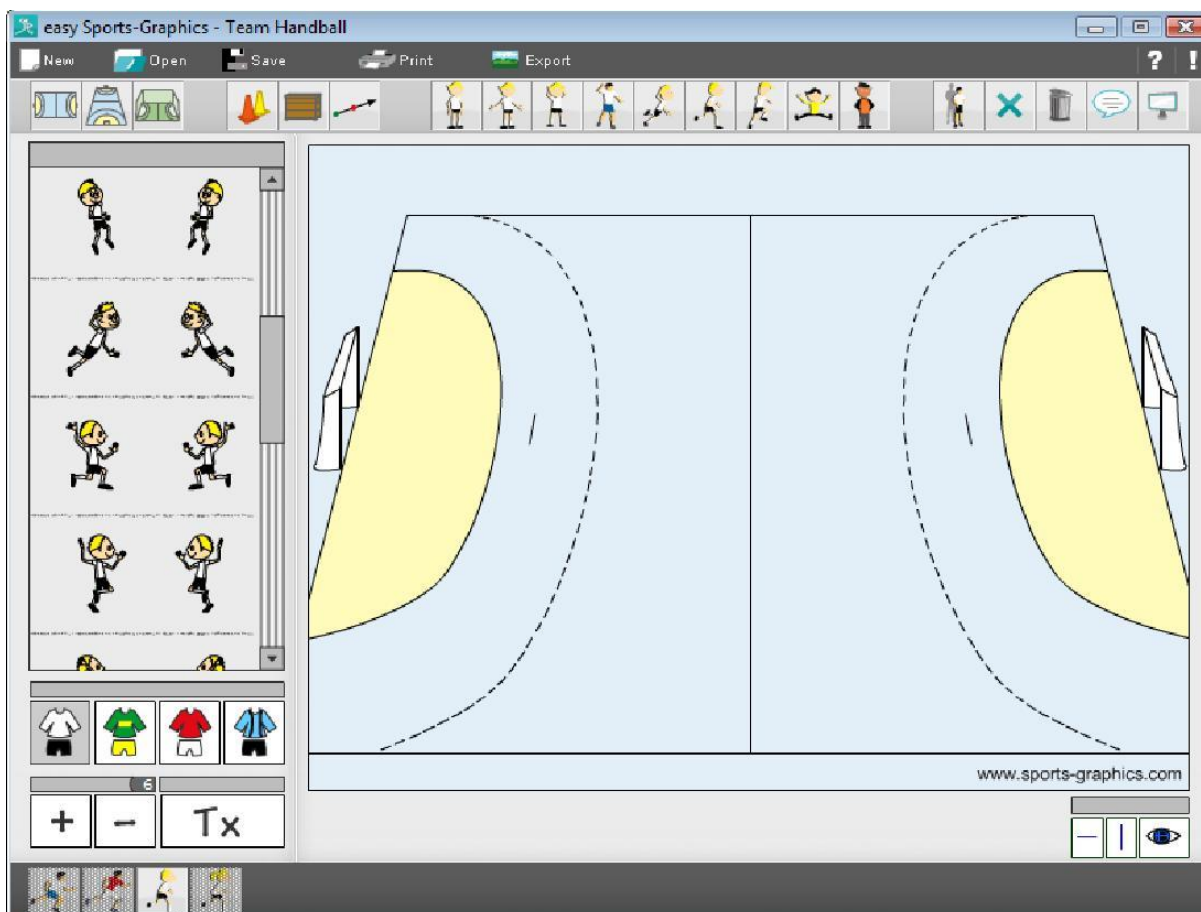 easy Sports-Graphics - Team Handball
New Open Save Print Export ? !
www.sports-graphics.com
6
+ - Tx